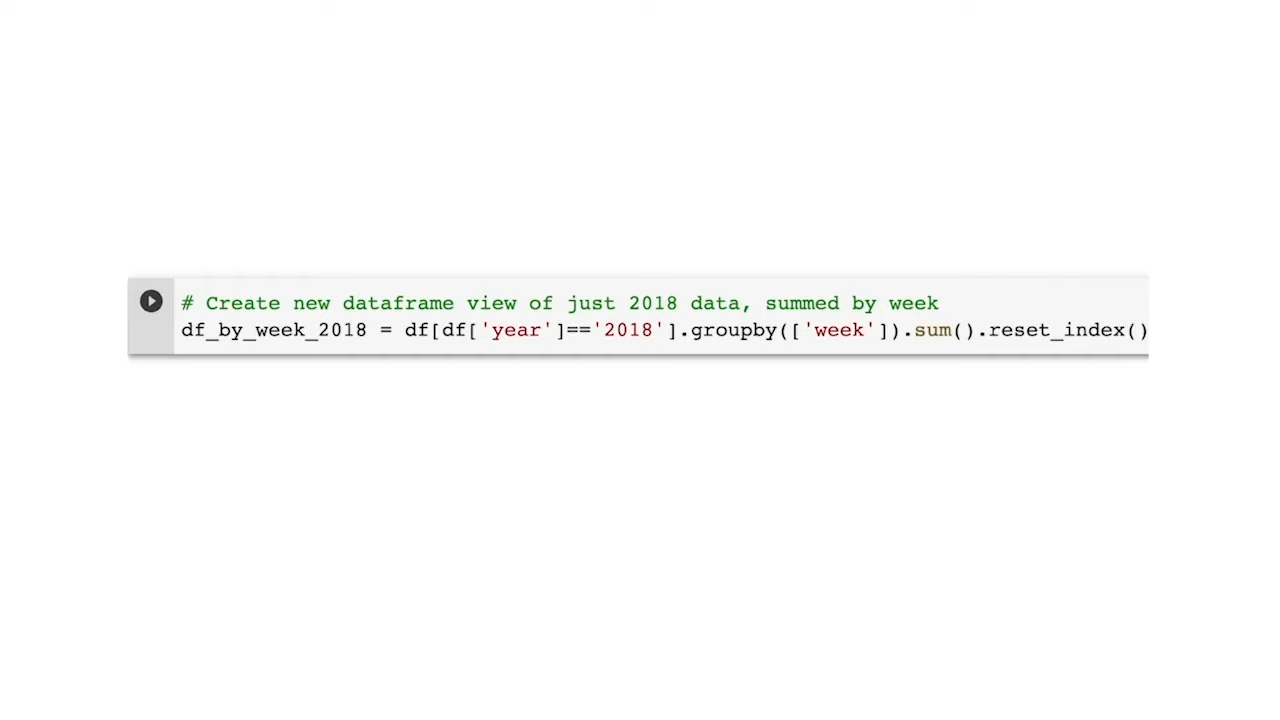 # Create new dataframe view of just 2018 data, summed by week
df_by_week_2018 = df[df['year']=='2018'].groupby(['week']).sum().reset_index()